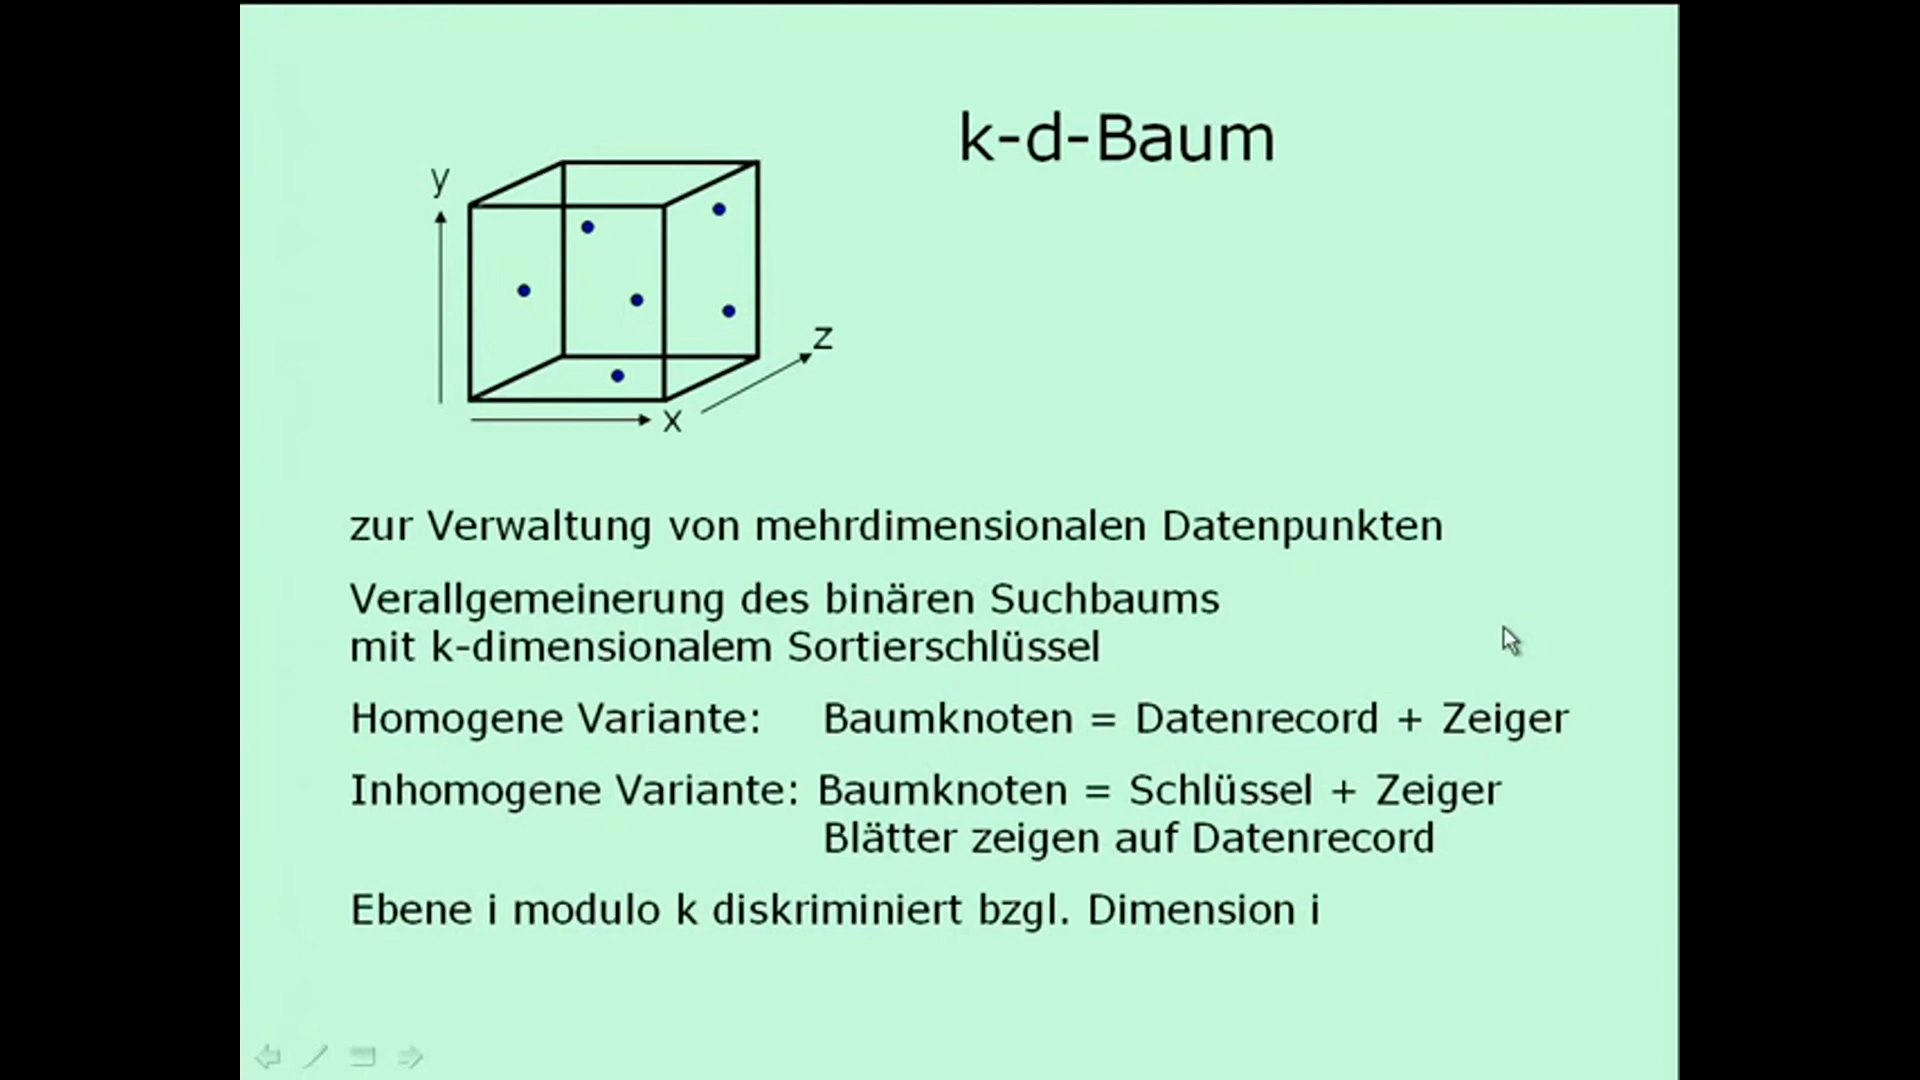 k-d-Baum
y
z
x
zur Verwaltung von mehrdimensionalen Datenpunkten
Verallgemeinerung des binären Suchbaums
mit k-dimensionalem Sortierschlüssel
Homogene Variante: Baumknoten = Datenrecord + Zeiger
Inhomogene Variante: Baumknoten = Schlüssel + Zeiger
Blätter zeigen auf Datenrecord
Ebene i modulo k diskriminiert bzgl. Dimension i